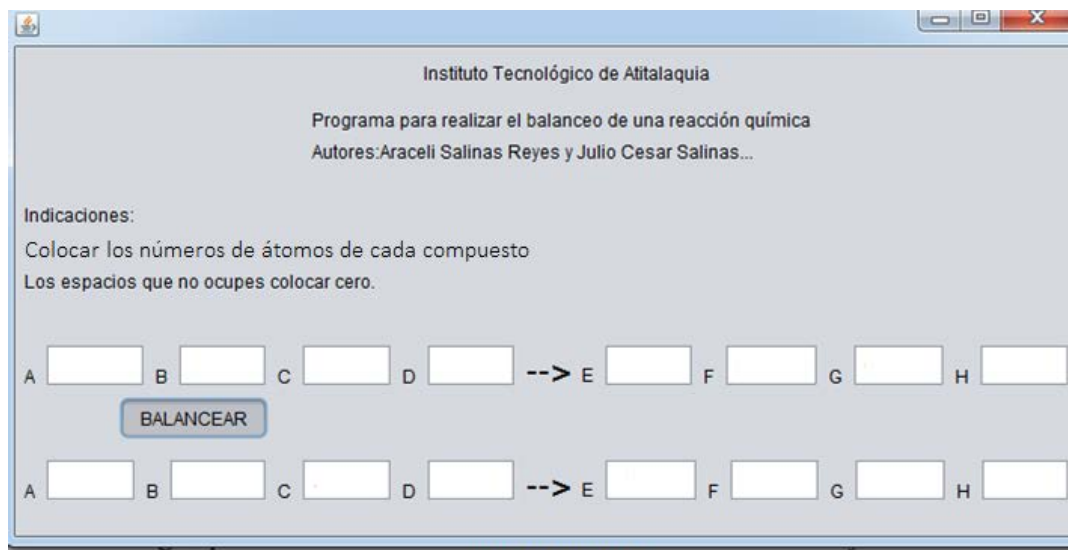 Instituto Tecnológico de Atitalaquia
Programa para realizar el balanceo de una reacción química
Autores:Araceli Salinas Reyes y Julio Cesar Salinas...
Indicaciones:
Colocar los números de átomos de cada compuesto
Los espacios que no ocupes colocar cero.
A B C D --> E F G H
BALANCEAR
A B C D --> E F G H